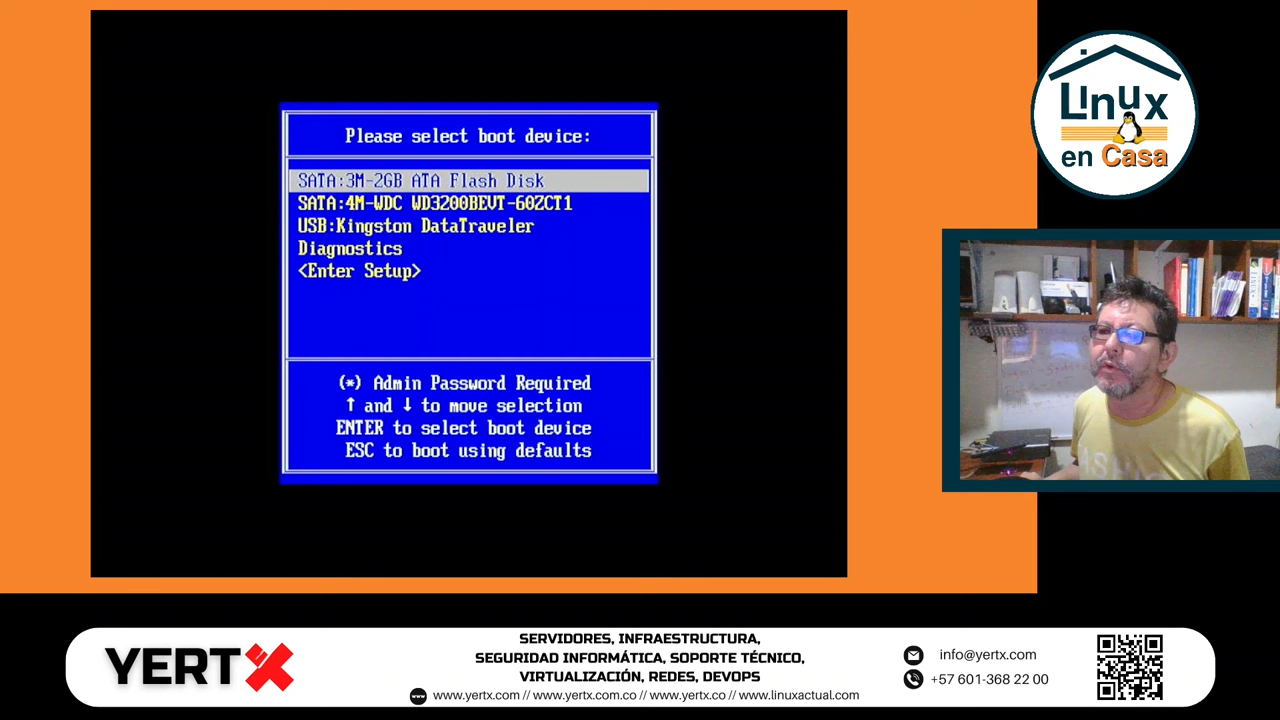 Please select boot device:
SATA:3M-2GB ATA Flash Disk
SATA:4M-WDC WD3200BEVT-60ZCT1
USB:Kingston DataTraveler
Diagnostics
<Enter Setup>
(*) Admin Password Required
↑ and ↓ to move selection
ENTER to select boot device
ESC to boot using defaults
Linux
en Casa
YERTX
SERVIDORES, INFRAESTRUCTURA,
SEGURIDAD INFORMÁTICA, SOPORTE TÉCNICO,
VIRTUALIZACIÓN, REDES, DEVOPS
www.yertx.com // www.yertx.com.co // www.yertx.co // www.linuxactual.com
info@yertx.com
+57 601-368 22 00